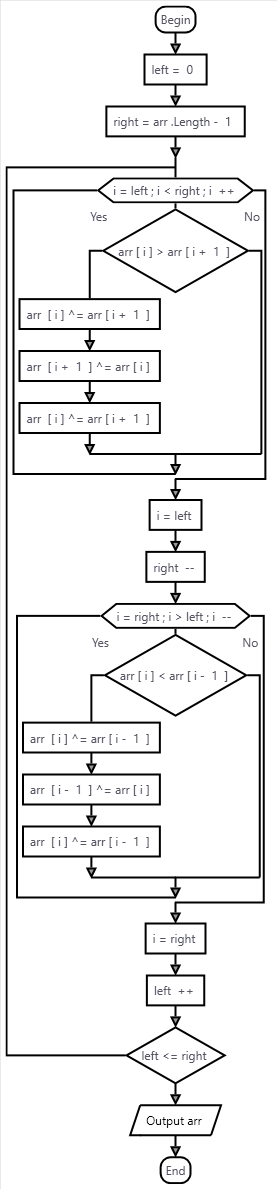 Begin
left = 0
right = arr .Length - 1
i = left ; i < right ; i ++
Yes
No
arr [ i ] > arr [ i + 1 ]
arr [ i ] ^ = arr [ i + 1 ]
arr [ i + 1 ] ^ = arr [ i ]
arr [ i ] ^ = arr [ i + 1 ]
i = left
right --
i = right ; i > left ; i --
Yes
No
arr [ i ] < arr [ i - 1 ]
arr [ i ] ^ = arr [ i - 1 ]
arr [ i - 1 ] ^ = arr [ i ]
arr [ i ] ^ = arr [ i - 1 ]
i = right
left ++
left <= right
Output arr
End